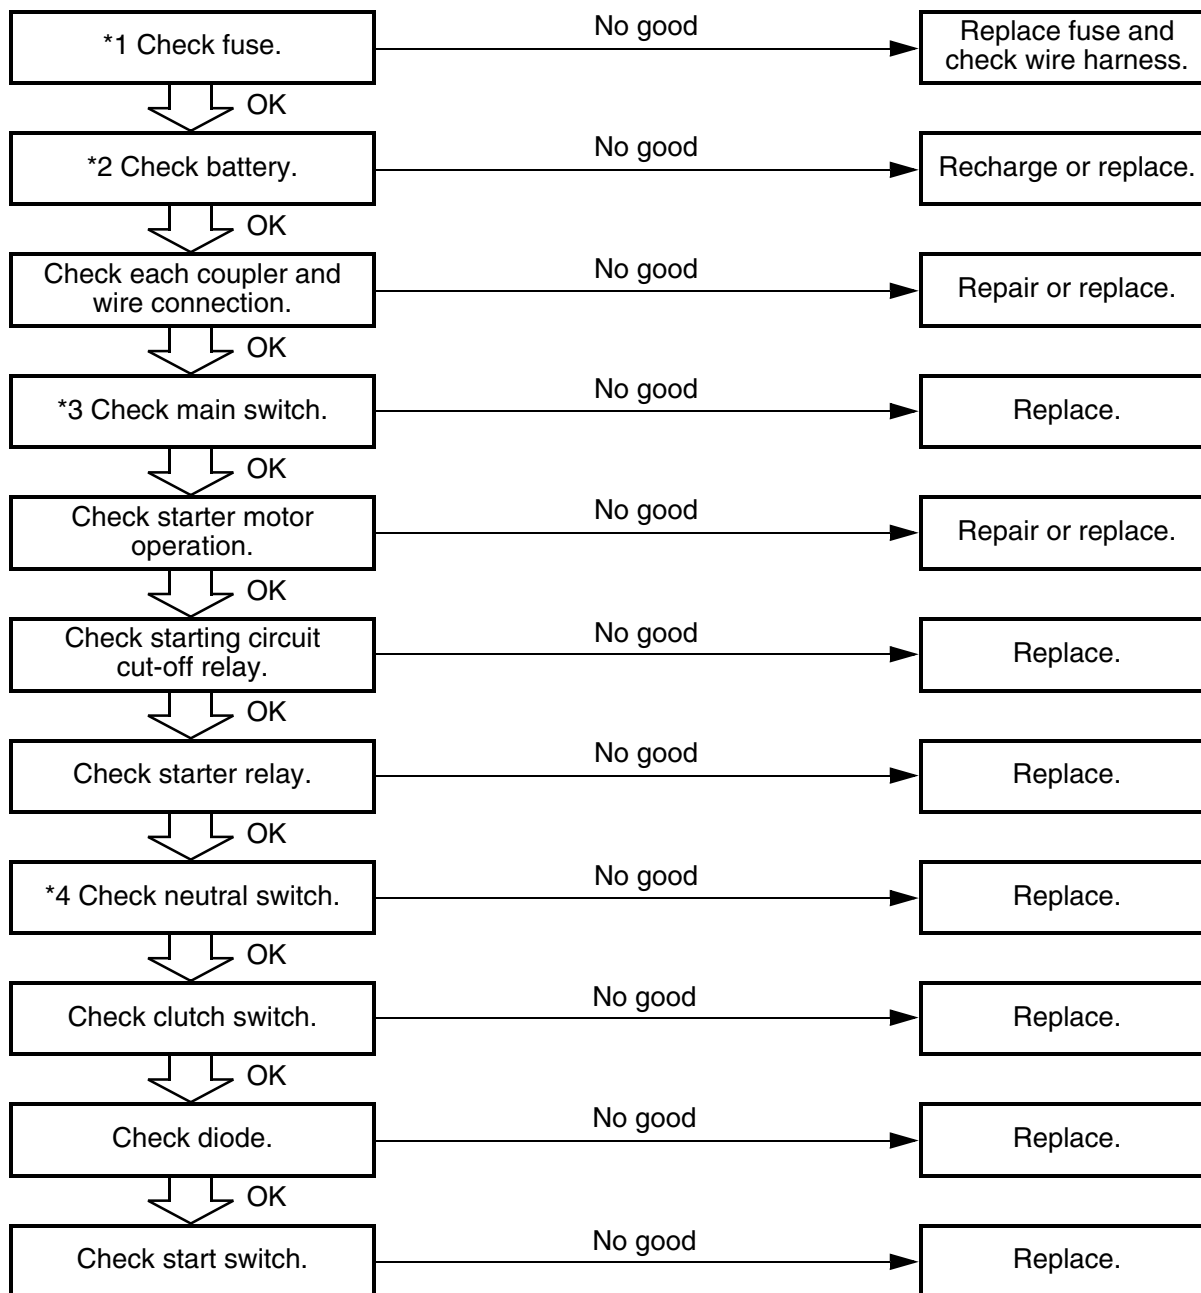 *1 Check fuse.
No good
Replace fuse and
check wire harness.
OK
*2 Check battery.
No good
Recharge or replace.
OK
Check each coupler and
wire connection.
No good
Repair or replace.
OK
*3 Check main switch.
No good
Replace.
OK
Check starter motor
operation.
No good
Repair or replace.
OK
Check starting circuit
cut-off relay.
No good
Replace.
OK
Check starter relay.
No good
Replace.
OK
*4 Check neutral switch.
No good
Replace.
OK
Check clutch switch.
No good
Replace.
OK
Check diode.
No good
Replace.
OK
Check start switch.
No good
Replace.